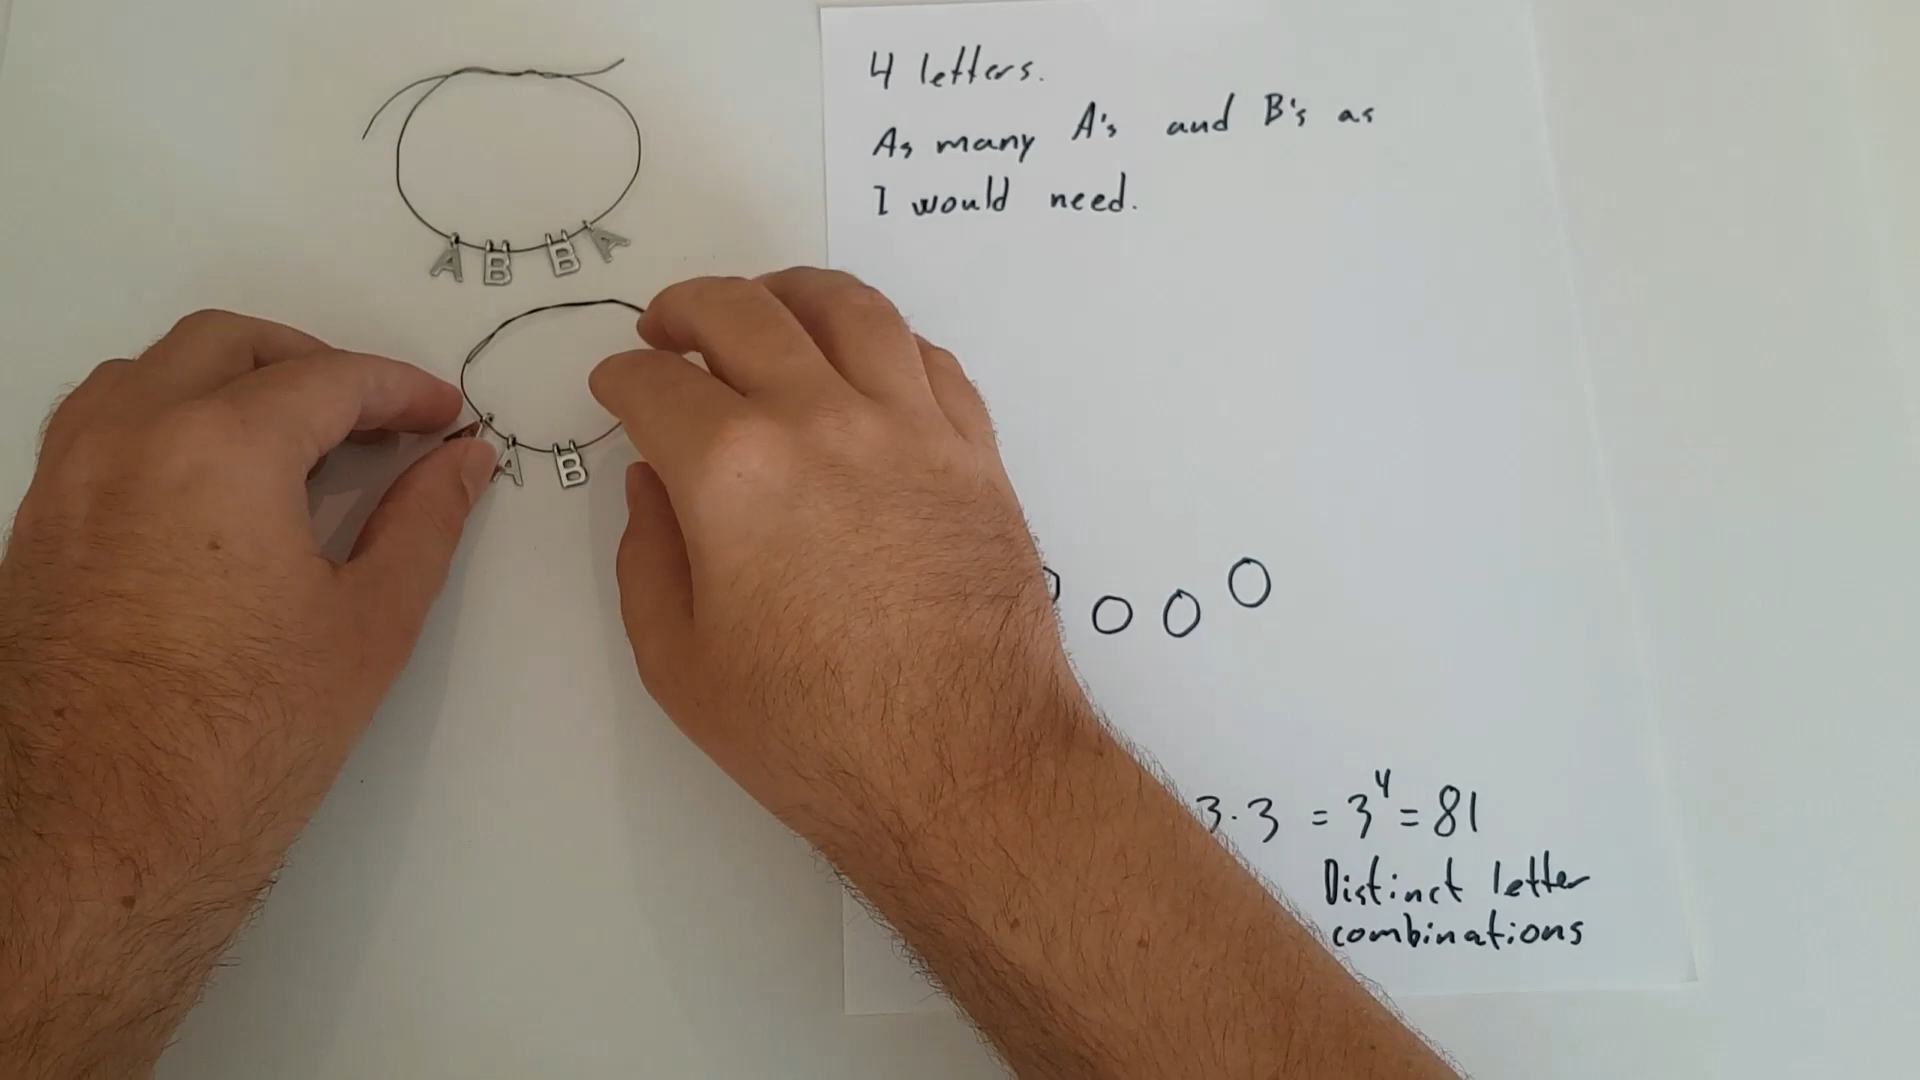 4 letters.
As many A's and B's as
I would need.
A B B A
A B
O O O
3·3 = 3⁴ = 81
Distinct letter
combinations